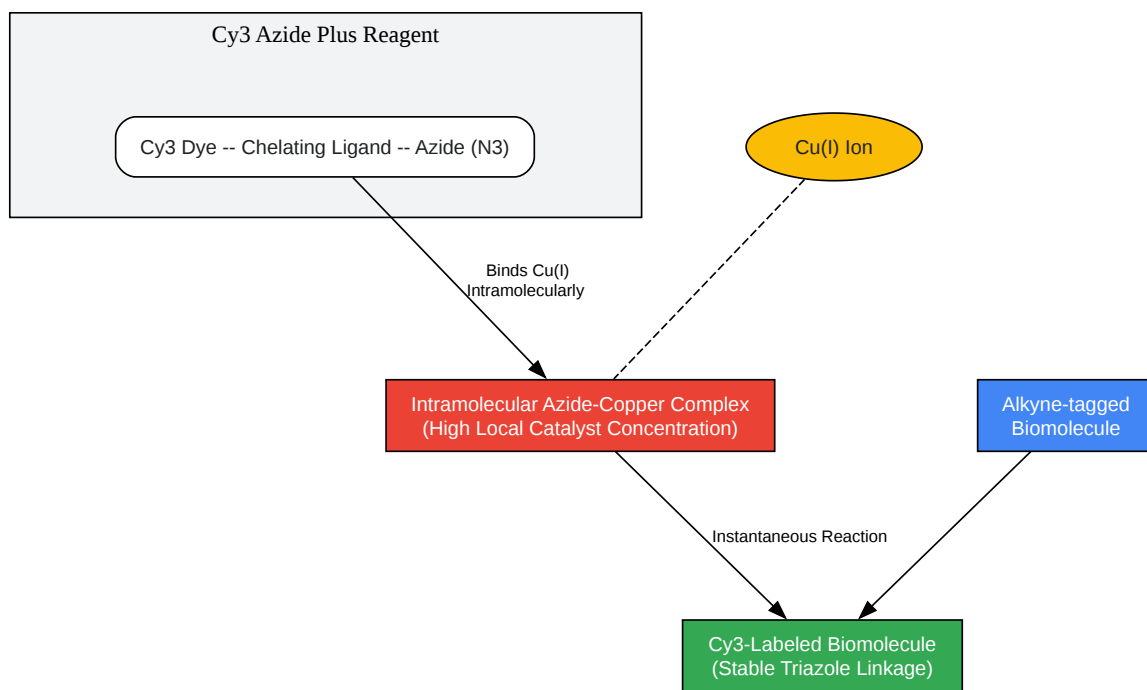 Cy3 Azide Plus Reagent
Cy3 Dye -- Chelating Ligand -- Azide (N3)
Cu(I) Ion
Binds Cu(I)
Intramolecularly
Intramolecular Azide-Copper Complex
(High Local Catalyst Concentration)
Alkyne-tagged
Biomolecule
Instantaneous Reaction
Cy3-Labeled Biomolecule
(Stable Triazole Linkage)